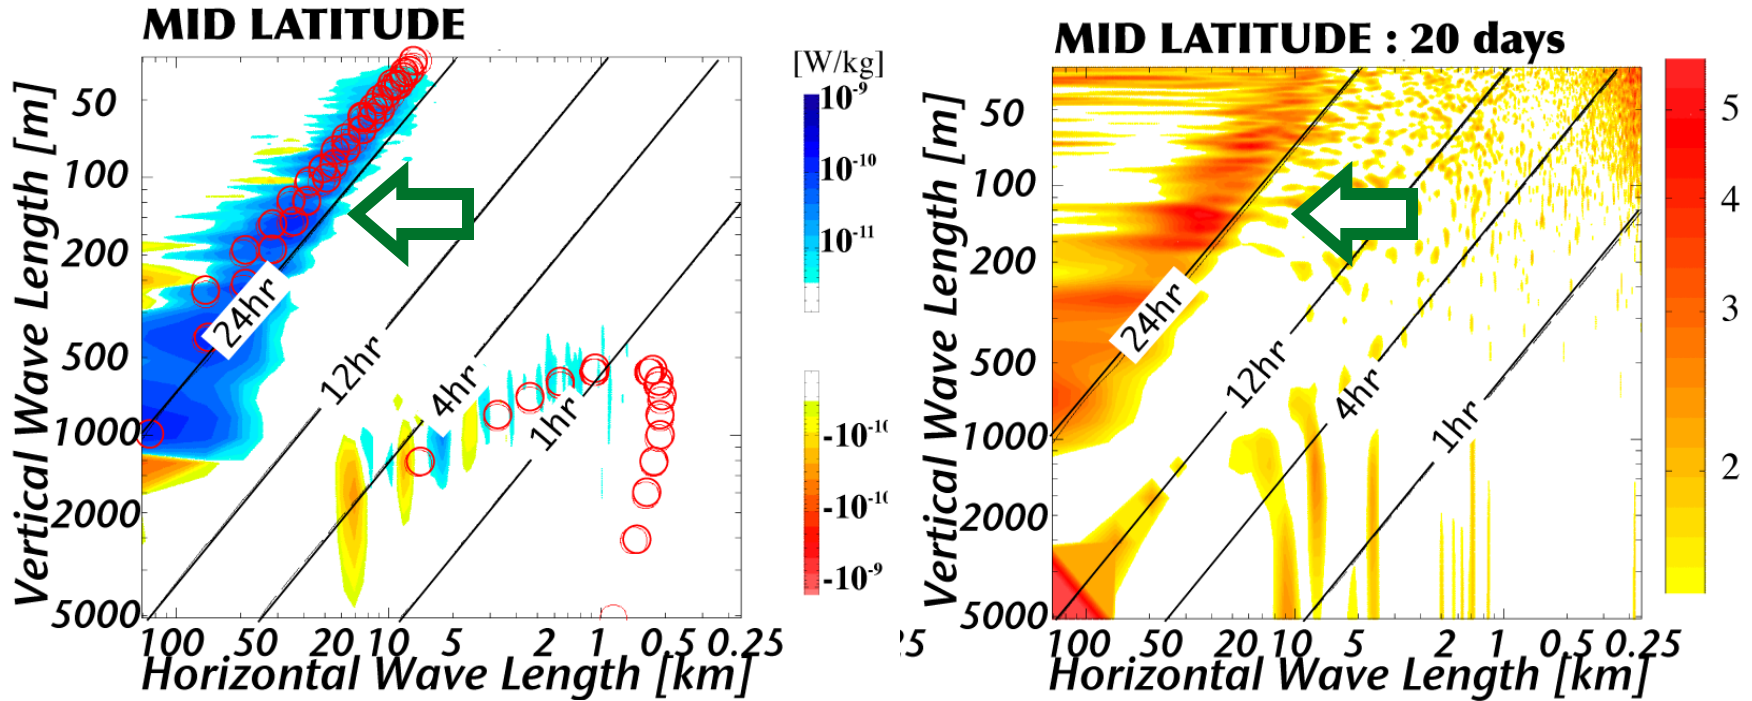 MID LATITUDE
[W/kg]
10-9
10-10
10-11
-10-10
-10-10
-10-9
Vertical Wave Length [m]
50
100
200
500
1000
2000
5000
24hr
12hr
4hr
1hr
100 50 20 10 5 2 1 0.5 0.25
Horizontal Wave Length [km]
MID LATITUDE : 20 days
5
4
3
2
Vertical Wave Length [m]
50
100
200
500
1000
2000
5000
24hr
12hr
4hr
1hr
25
100 50 20 10 5 2 1 0.5 0.25
Horizontal Wave Length [km]